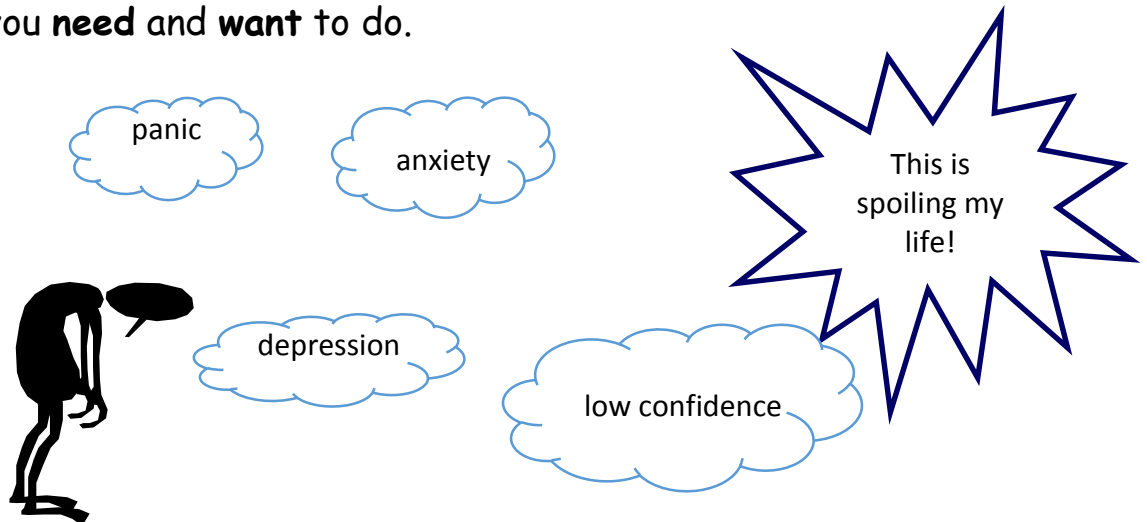 you need and want to do.
panic
anxiety
This is
spoiling my
life!
depression
low confidence